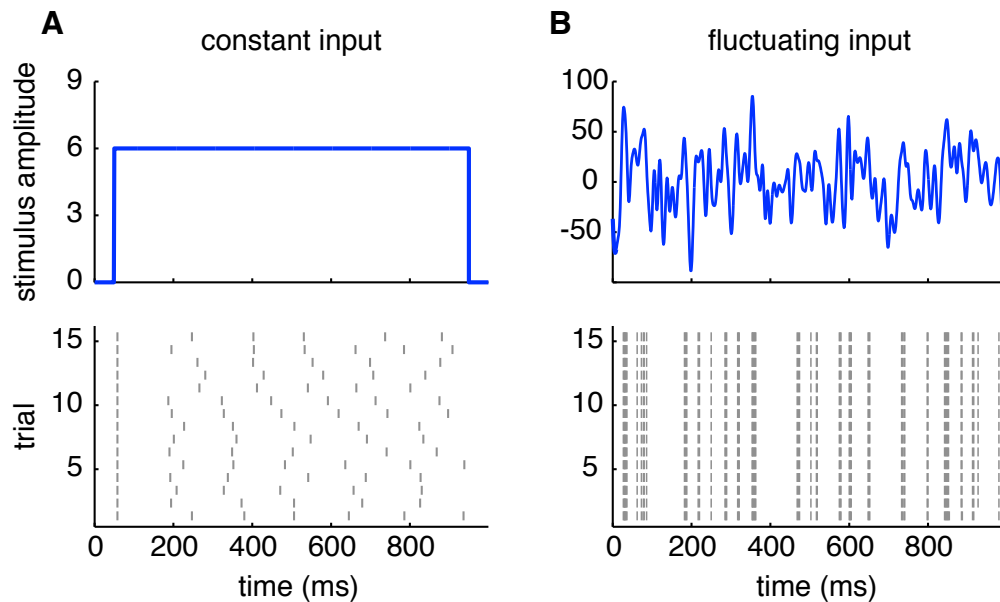 A
constant input
stimulus amplitude
9
6
3
0
trial
15
10
5
0 200 400 600 800
time (ms)
B
fluctuating input
100
50
0
-50
100
15
10
5
0 200 400 600 800
time (ms)